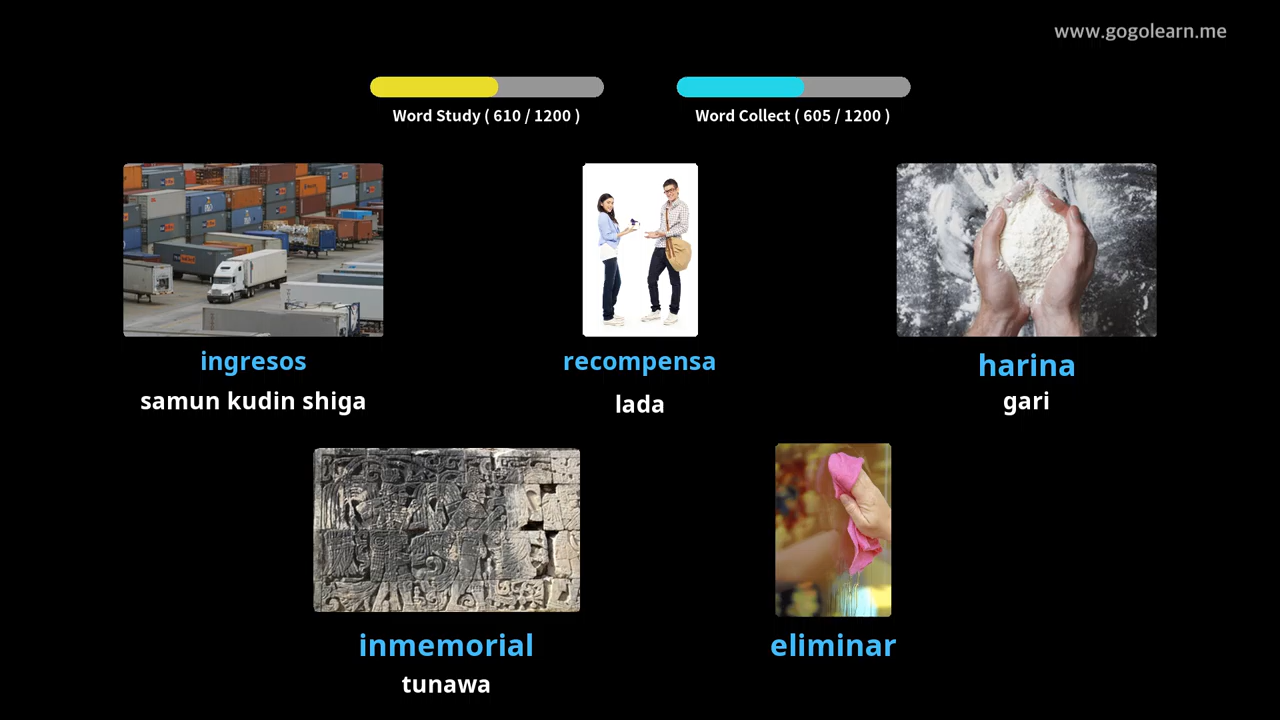 www.gogolearn.me
Word Study ( 610 / 1200 )
Word Collect ( 605 / 1200 )
ingresos
samun kudin shiga
recompensa
lada
harina
gari
inmemorial
tunawa
eliminar